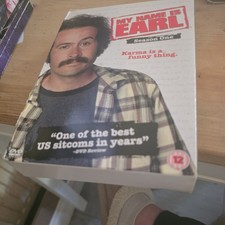 MY NAME IS
EARL
Season One
Karma is a
funny thing.
"One of the best
US sitcoms in years"
-DVD Review
12